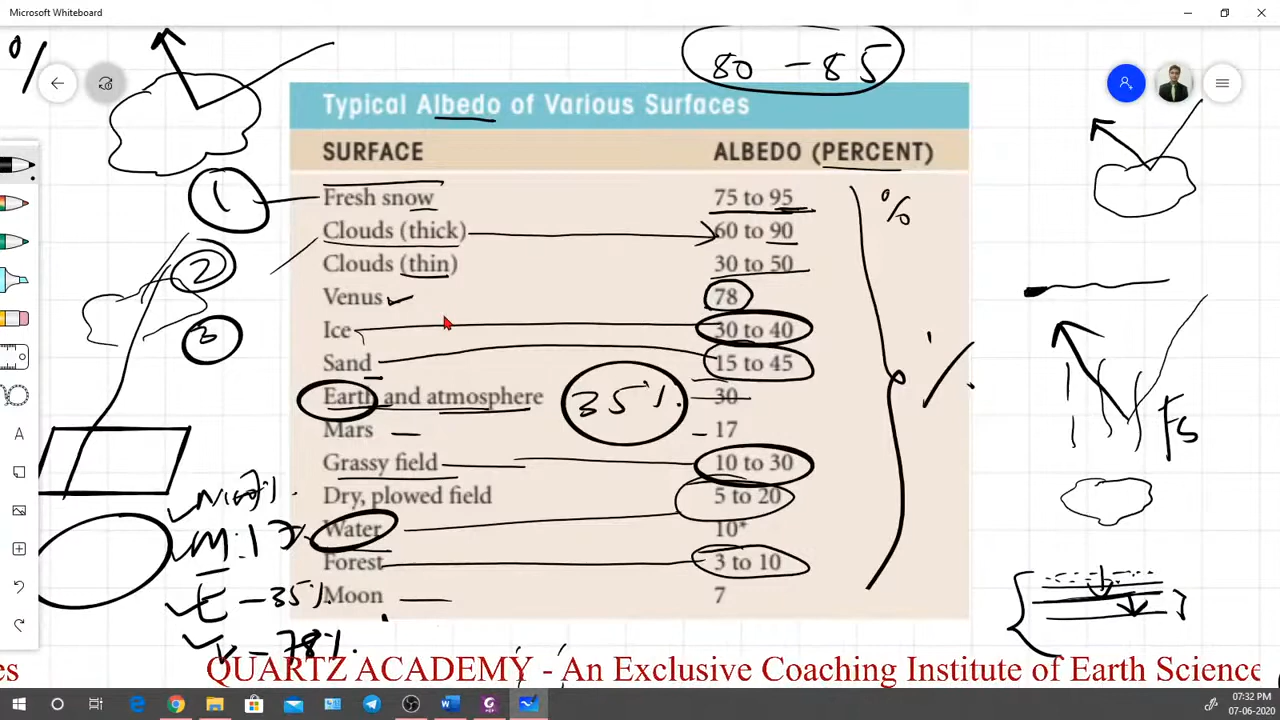 Microsoft Whiteboard
%
80 - 85
Typical Albedo of Various Surfaces
SURFACE ALBEDO (PERCENT)
1 Fresh snow 75 to 95 %
Clouds (thick) 60 to 90
2 Clouds (thin) 30 to 50
Venus 78
3 Ice 30 to 40
Sand 15 to 45 %
Earth and atmosphere 35% 30
Mars 17
FS
Grassy field 10 to 30
Dry, plowed field 5 to 20
Water 10*
Forest 3 to 10
E - 35% Moon 7
V - 78%
QUARTZ ACADEMY - An Exclusive Coaching Institute of Earth Science
07:32 PM
07-06-2020